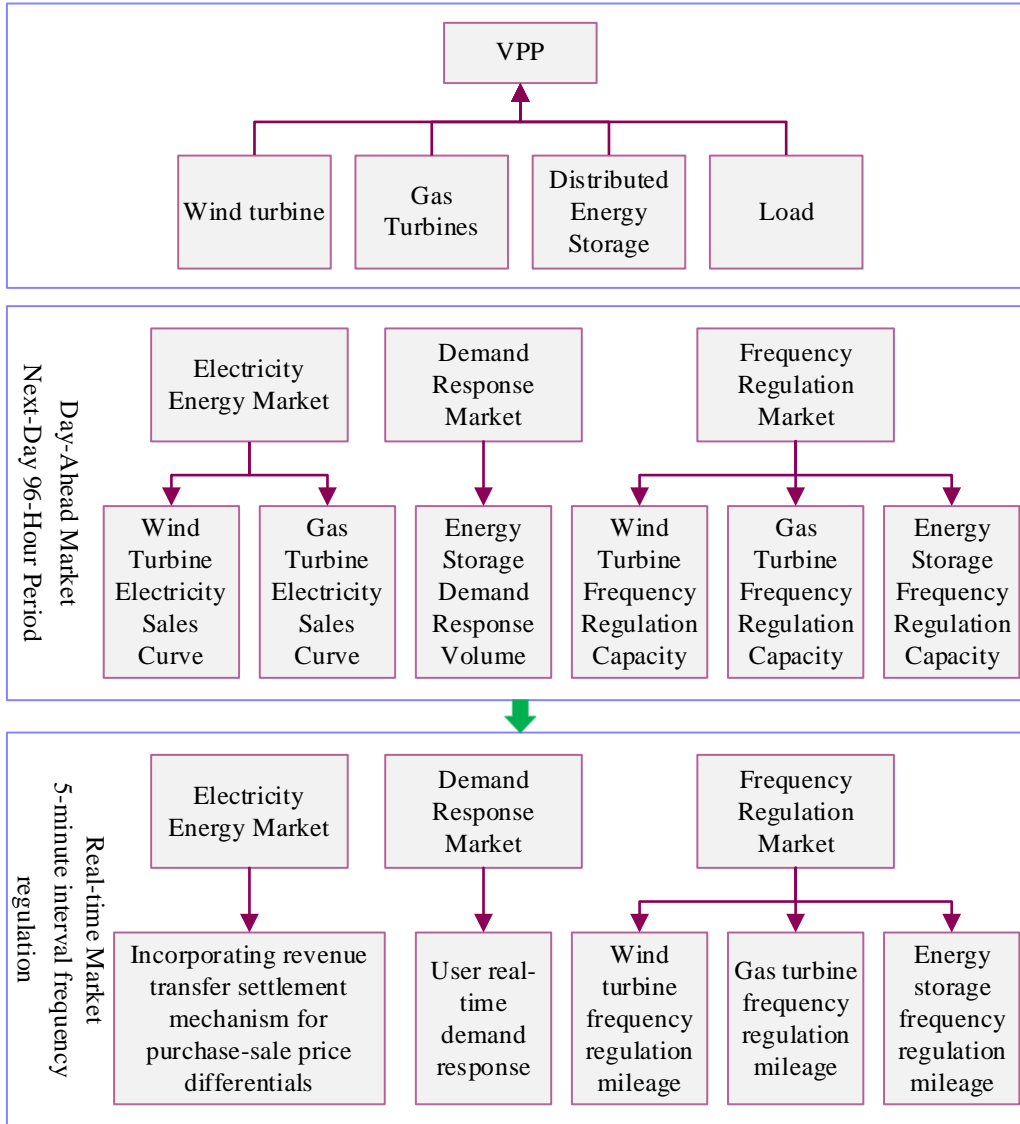 VPP
Wind turbine
Gas
Turbines
Distributed
Energy
Storage
Load
Day-Ahead Market
Next-Day 96-Hour Period
Electricity
Energy Market
Demand
Response
Market
Frequency
Regulation
Market
Wind
Turbine
Electricity
Sales
Curve
Gas
Turbine
Electricity
Sales
Curve
Energy
Storage
Demand
Response
Volume
Wind
Turbine
Frequency
Regulation
Capacity
Gas
Turbine
Frequency
Regulation
Capacity
Energy
Storage
Frequency
Regulation
Capacity
Real-time Market
5-minute interval frequency
regulation
Electricity
Energy Market
Demand
Response
Market
Frequency
Regulation
Market
Incorporating revenue
transfer settlement
mechanism for
purchase-sale price
differentials
User real-
time
demand
response
Wind
turbine
frequency
regulation
mileage
Gas turbine
frequency
regulation
mileage
Energy
storage
frequency
regulation
mileage